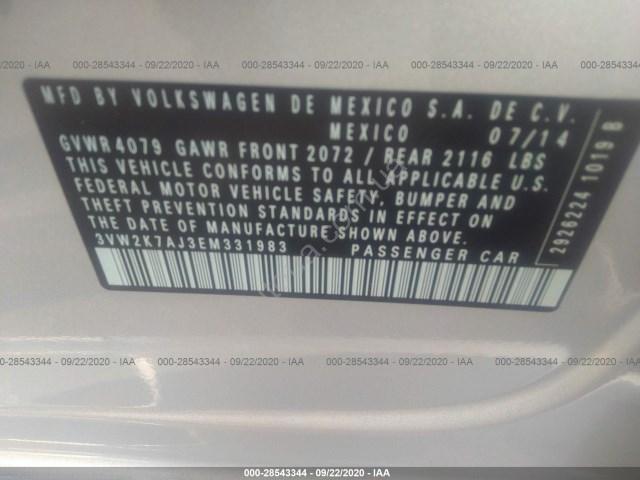 000-28543344 - 09/22/2020 - IAA
MFD BY VOLKSWAGEN DE MEXICO S.A. DE C.V.
MEXICO 07/14
GVWR 4079 GAWR FRONT 2072 / REAR 2116 LBS
THIS VEHICLE CONFORMS TO ALL APPLICABLE U.S.
FEDERAL MOTOR VEHICLE SAFETY, BUMPER AND
THEFT PREVENTION STANDARDS IN EFFECT ON
THE DATE OF MANUFACTURE SHOWN ABOVE.
3VW2K7AJ3EM331983 PASSENGER CAR
2926224 1019 B
000-28543344 - 09/22/2020 - IAA
000-28543344 - 09/22/2020 - IAA